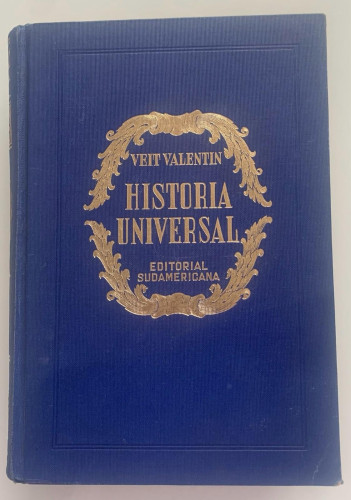 VEIT VALENTIN
HISTORIA
UNIVERSAL
EDITORIAL
SUDAMERICANA